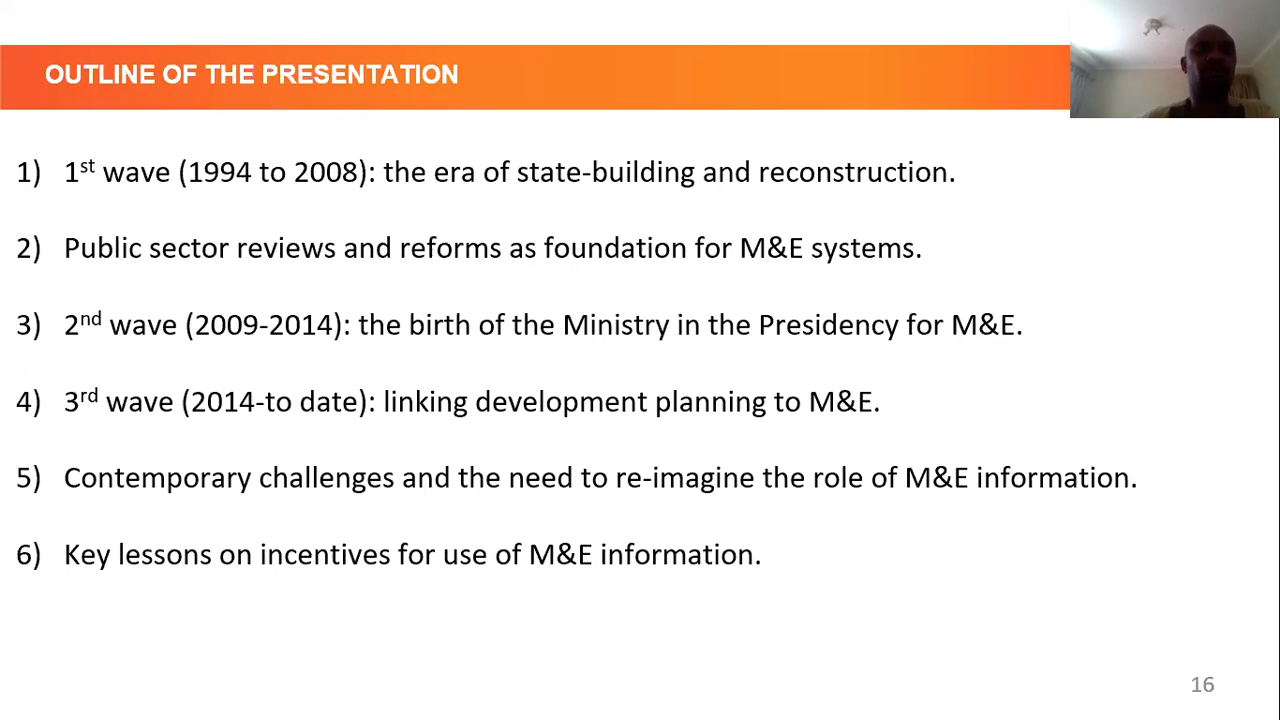 OUTLINE OF THE PRESENTATION
1) 1st wave (1994 to 2008): the era of state-building and reconstruction.
2) Public sector reviews and reforms as foundation for M&E systems.
3) 2nd wave (2009-2014): the birth of the Ministry in the Presidency for M&E.
4) 3rd wave (2014-to date): linking development planning to M&E.
5) Contemporary challenges and the need to re-imagine the role of M&E information.
6) Key lessons on incentives for use of M&E information.
16